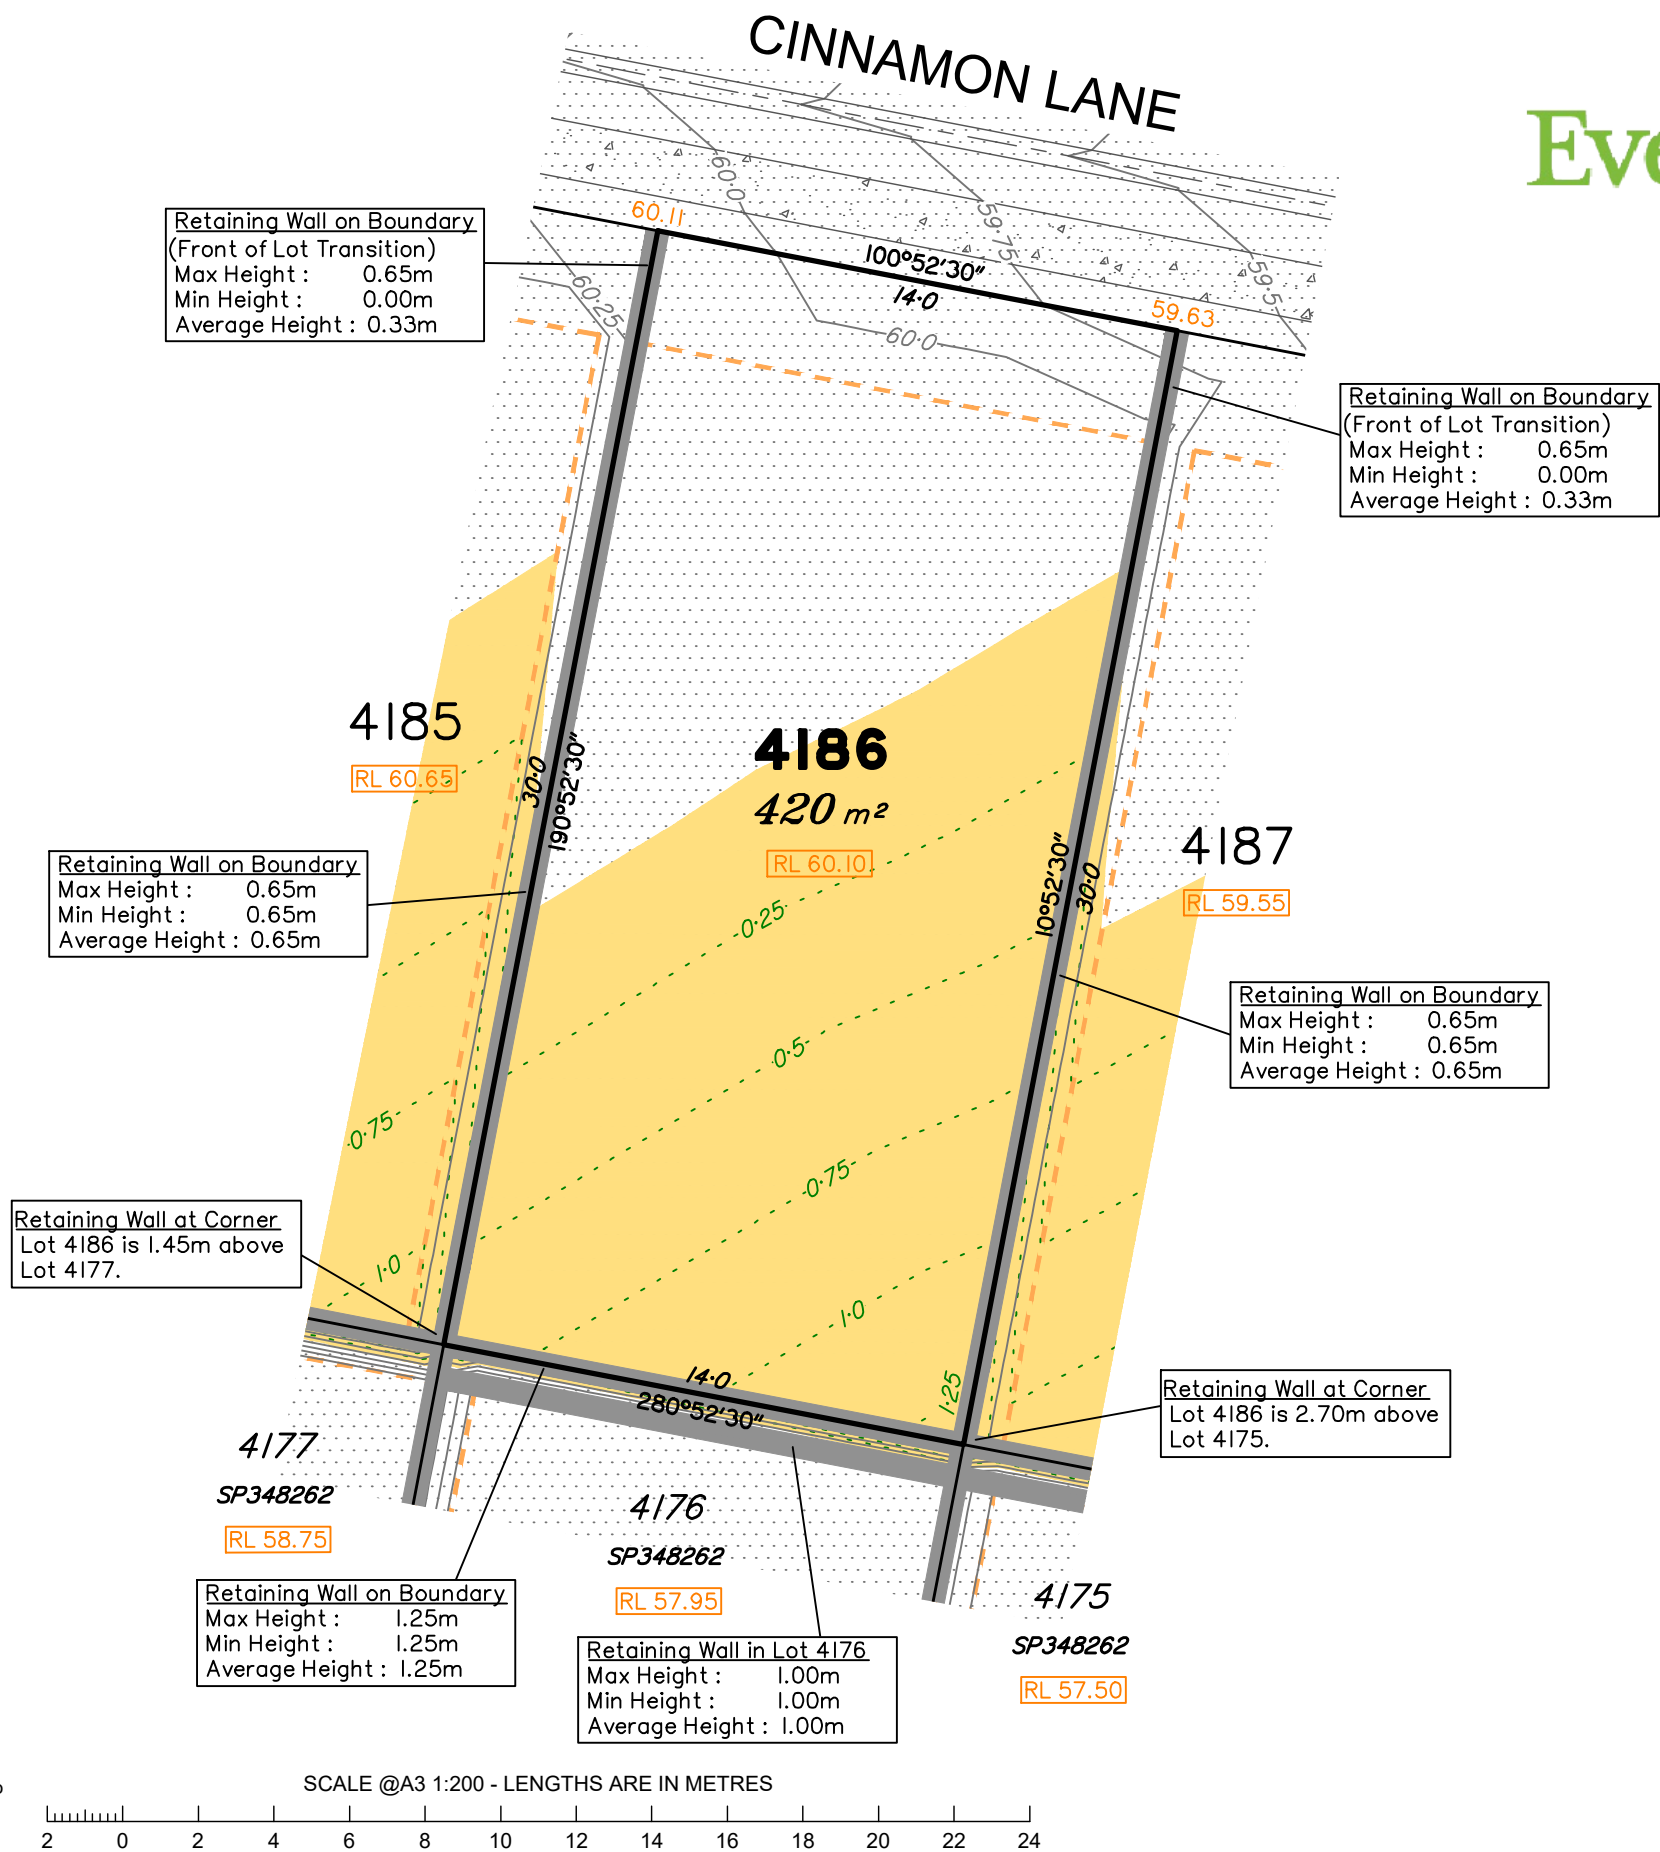 CINNAMON LANE
Eve
Retaining Wall on Boundary
(Front of Lot Transition)
Max Height : 0.65m
Min Height : 0.00m
Average Height : 0.33m
60.11
60·0
59·75
59·5
100°52'30"
14·0
59.63
60·25
60·0
Retaining Wall on Boundary
(Front of Lot Transition)
Max Height : 0.65m
Min Height : 0.00m
Average Height : 0.33m
4185
RL 60.65
30·0
190°52'30"
4186
420 m²
RL 60.10
4187
RL 59.55
10°52'30"
30·0
Retaining Wall on Boundary
Max Height : 0.65m
Min Height : 0.65m
Average Height : 0.65m
0·25
0·5
0·75
0·75
1·0
1·0
1·25
Retaining Wall on Boundary
Max Height : 0.65m
Min Height : 0.65m
Average Height : 0.65m
Retaining Wall at Corner
Lot 4186 is 1.45m above
Lot 4177.
14·0
280°52'30"
Retaining Wall at Corner
Lot 4186 is 2.70m above
Lot 4175.
4177
SP348262
RL 58.75
4176
SP348262
RL 57.95
4175
SP348262
RL 57.50
Retaining Wall on Boundary
Max Height : 1.25m
Min Height : 1.25m
Average Height : 1.25m
Retaining Wall in Lot 4176
Max Height : 1.00m
Min Height : 1.00m
Average Height : 1.00m
SCALE @A3 1:200 - LENGTHS ARE IN METRES
2 0 2 4 6 8 10 12 14 16 18 20 22 24